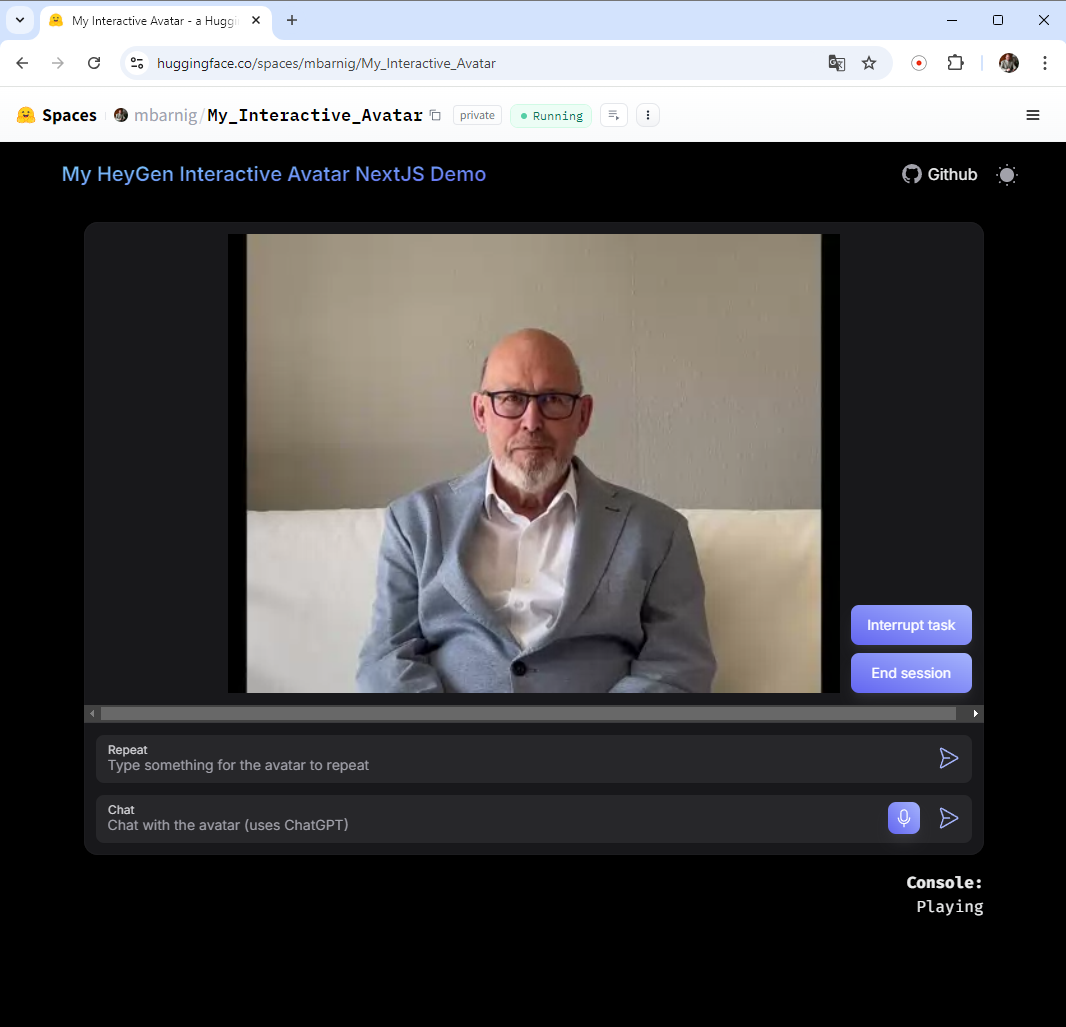 My Interactive Avatar - a Huggi
huggingface.co/spaces/mbarnig/My_Interactive_Avatar
Spaces mbarnig/My_Interactive_Avatar private Running
My HeyGen Interactive Avatar NextJS Demo
Github
Interrupt task
End session
Repeat
Type something for the avatar to repeat
Chat
Chat with the avatar (uses ChatGPT)
Console:
Playing